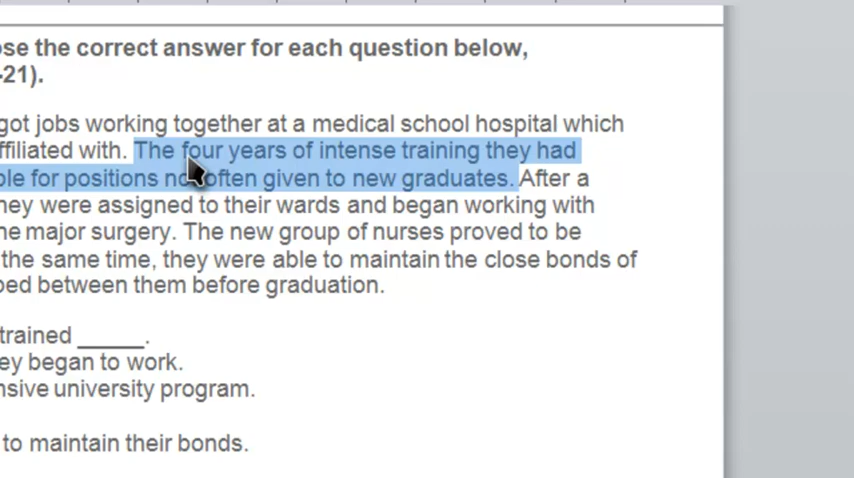 ose the correct answer for each question below,
-21).
got jobs working together at a medical school hospital which
ffiliated with. The four years of intense training they had
ble for positions not often given to new graduates. After a
hey were assigned to their wards and began working with
ne major surgery. The new group of nurses proved to be
the same time, they were able to maintain the close bonds of
ped between them before graduation.
trained _____.
ey began to work.
nsive university program.
to maintain their bonds.